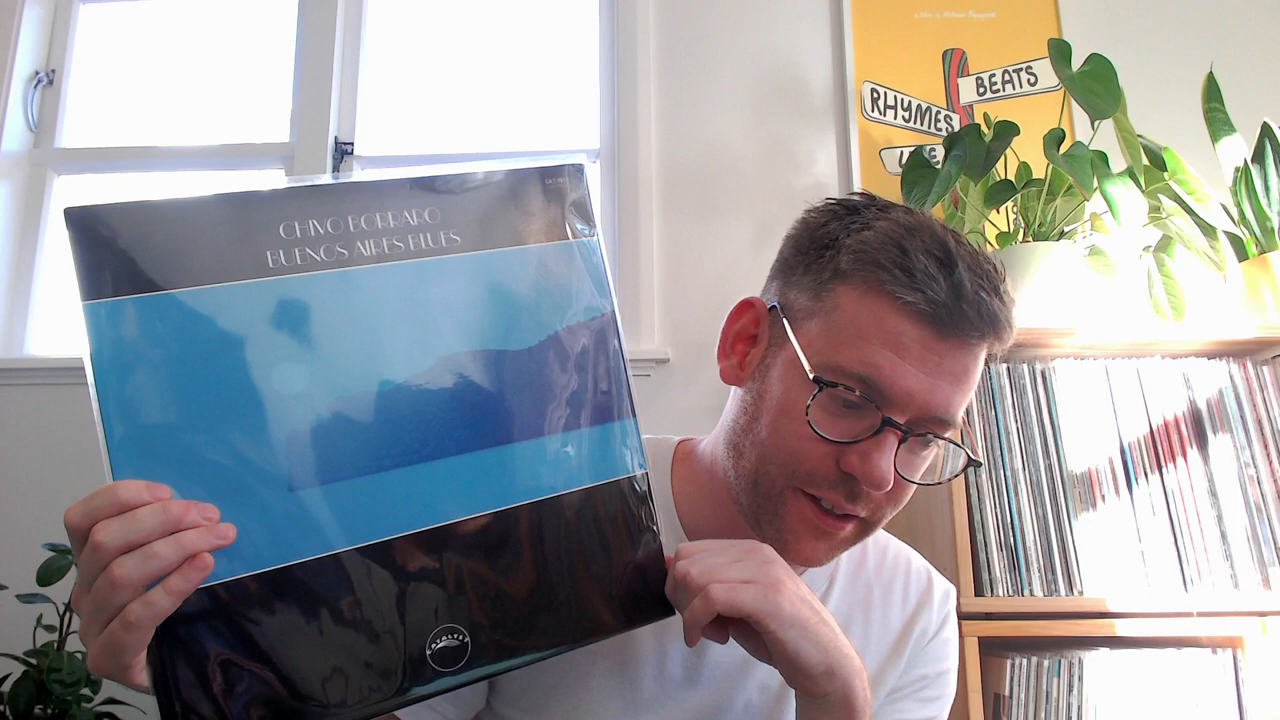 CHIVO BORRARO
BUENOS AIRES BLUES
CATALYST
RHYMES
BEATS